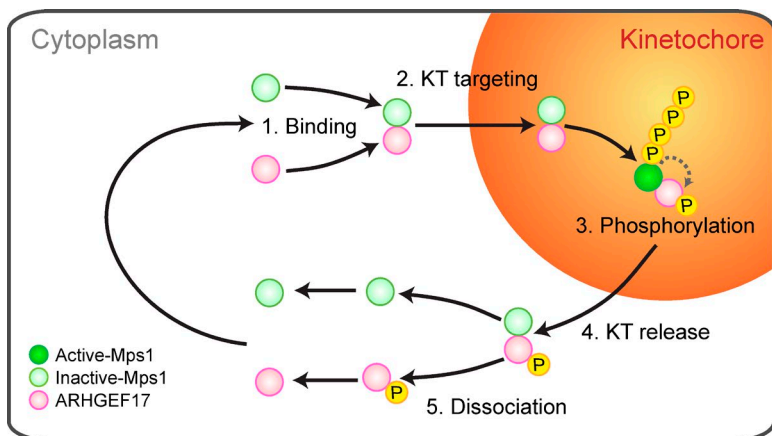 Cytoplasm
Kinetochore
2. KT targeting
1. Binding
P
P
P
P
P
3. Phosphorylation
4. KT release
P
P
5. Dissociation
Active-Mps1
Inactive-Mps1
ARHGEF17